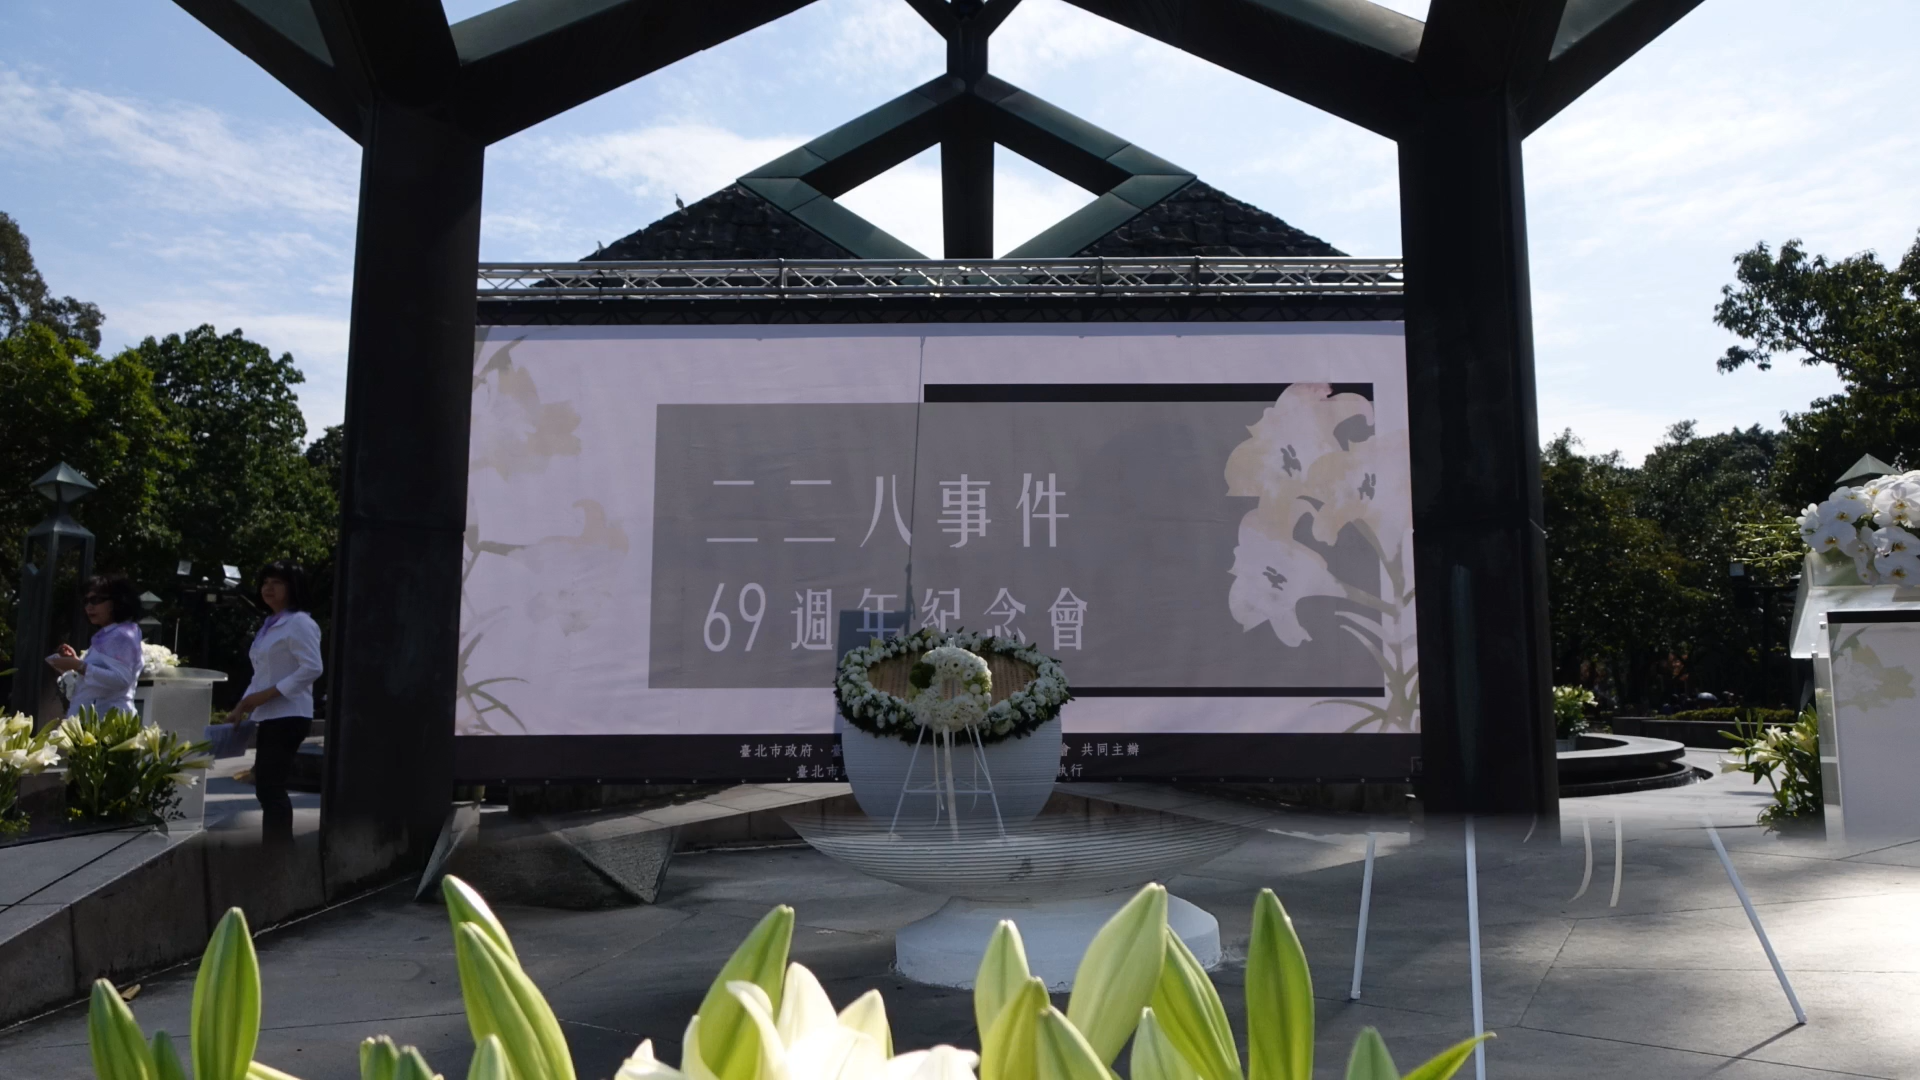 二二八事件
69週年紀念會
臺北市政府、臺 會 共同主辦
臺北市 執行